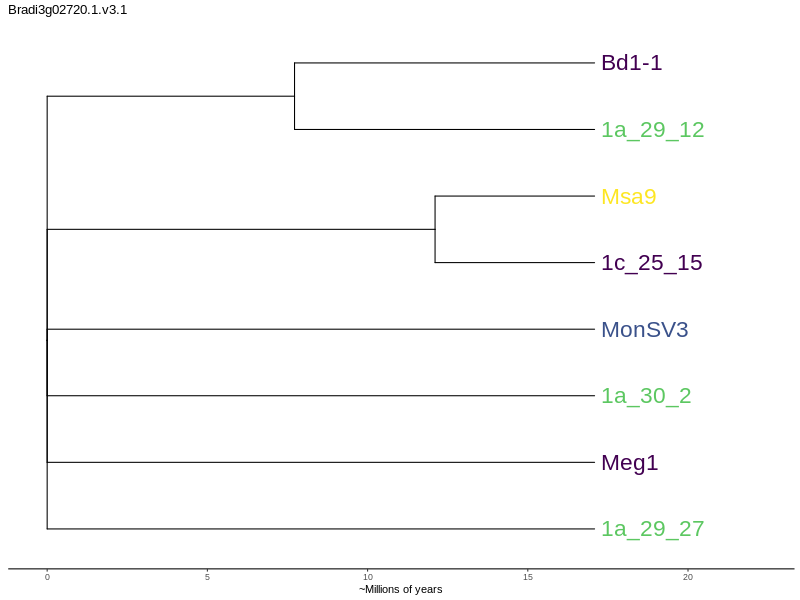 Bradi3g02720.1.v3.1
Bd1-1
1a_29_12
Msa9
1c_25_15
MonSV3
1a_30_2
Meg1
1a_29_27
0 5 10 15 20
~Millions of years